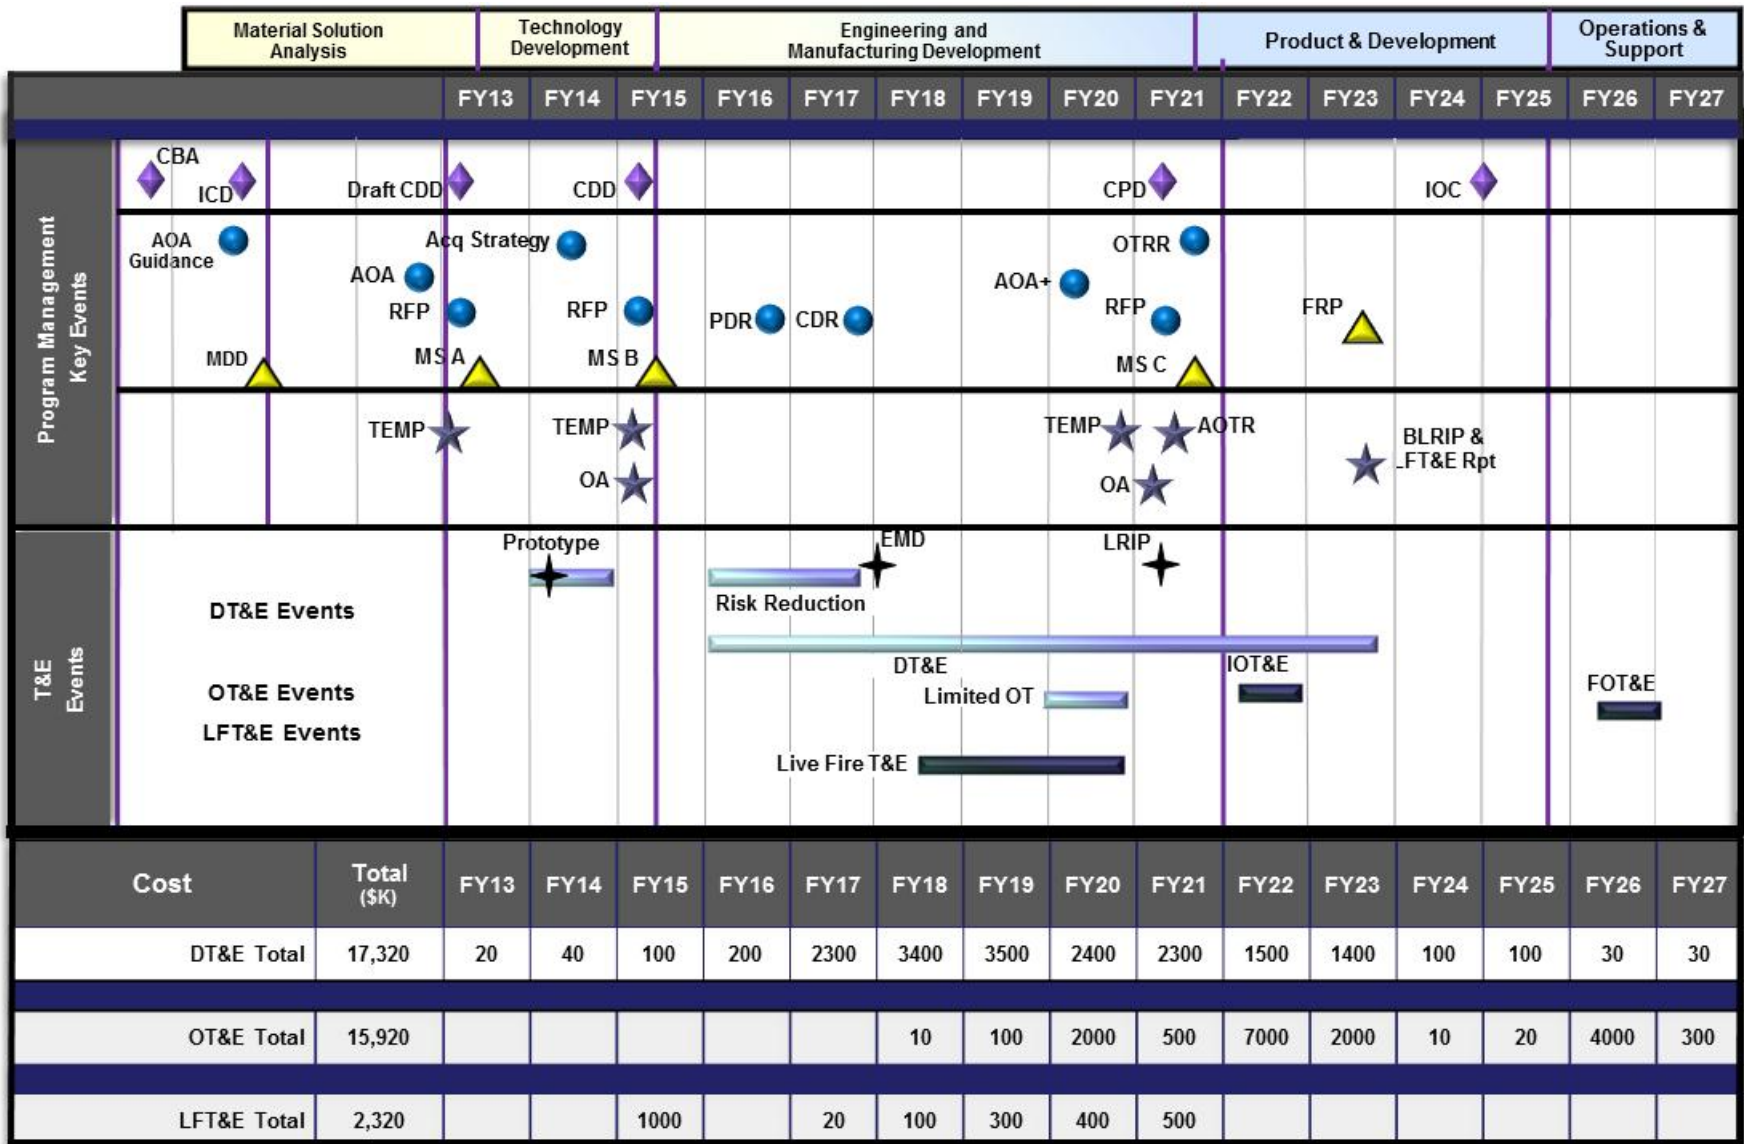 Material Solution
Analysis
Technology
Development
Engineering and
Manufacturing Development
Product & Development
Operations &
Support
FY13 FY14 FY15 FY16 FY17 FY18 FY19 FY20 FY21 FY22 FY23 FY24 FY25 FY26 FY27
Program Management
Key Events
CBA
ICD
Draft CDD
CDD
CPD
IOC
AOA
Guidance
Acq Strategy
OTRR
AOA
AOA+
RFP
RFP
PDR
CDR
RFP
FRP
MDD
MS A
MS B
MS C
TEMP
TEMP
TEMP
AOTR
BLRIP &
LFT&E Rpt
OA
OA
T&E
Events
Prototype
EMD
LRIP
Risk Reduction
DT&E Events
DT&E
IOT&E
OT&E Events
Limited OT
FOT&E
LFT&E Events
Live Fire T&E
Cost
Total
($K)
FY13 FY14 FY15 FY16 FY17 FY18 FY19 FY20 FY21 FY22 FY23 FY24 FY25 FY26 FY27
DT&E Total 17,320 20 40 100 200 2300 3400 3500 2400 2300 1500 1400 100 100 30 30
OT&E Total 15,920 10 100 2000 500 7000 2000 10 20 4000 300
LFT&E Total 2,320 1000 20 100 300 400 500